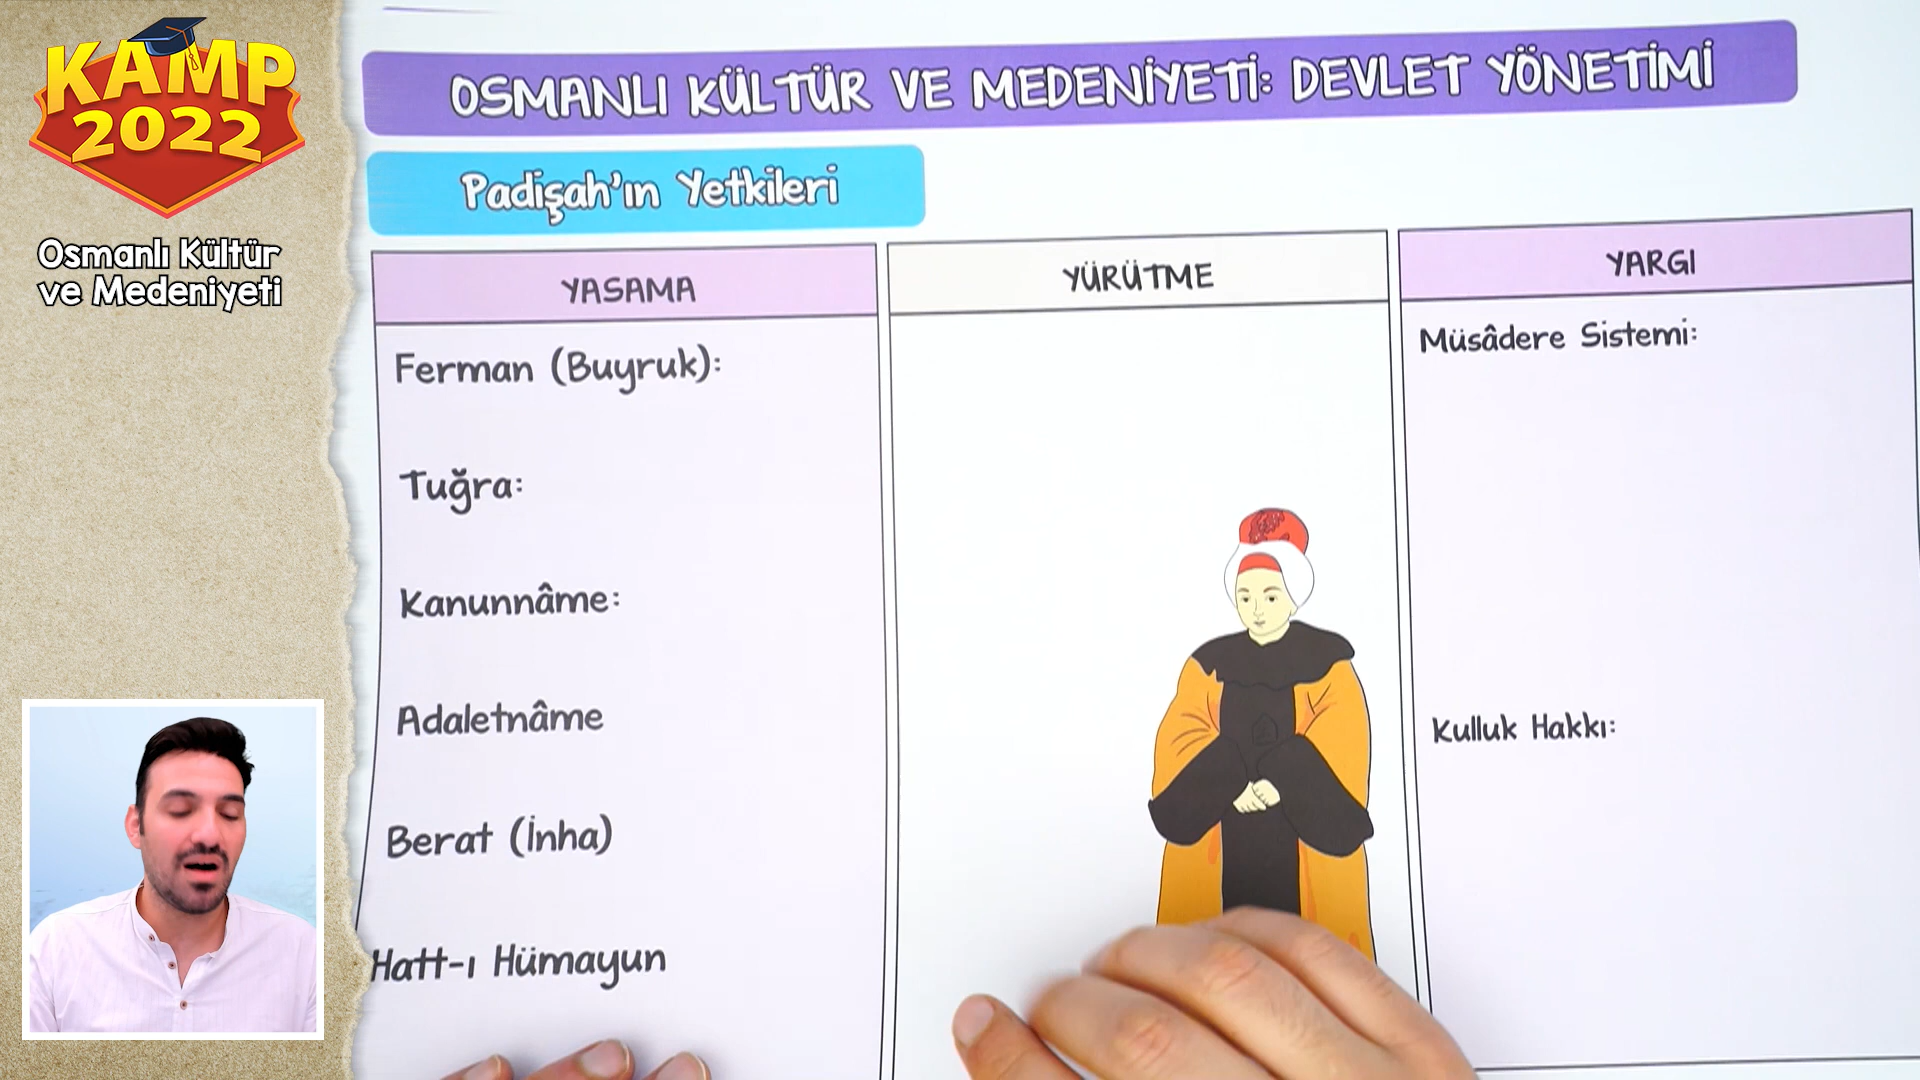 KAMP
2022
Osmanlı Kültür
ve Medeniyeti
OSMANLI KÜLTÜR VE MEDENİYETİ: DEVLET YÖNETİMİ
Padişah'ın Yetkileri
YASAMA
Ferman (Buyruk):
Tuğra:
Kanunnâme:
Adaletnâme
Berat (İnha)
Hatt-ı Hümayun
YÜRÜTME
YARGI
Müsâdere Sistemi:
Kulluk Hakkı: